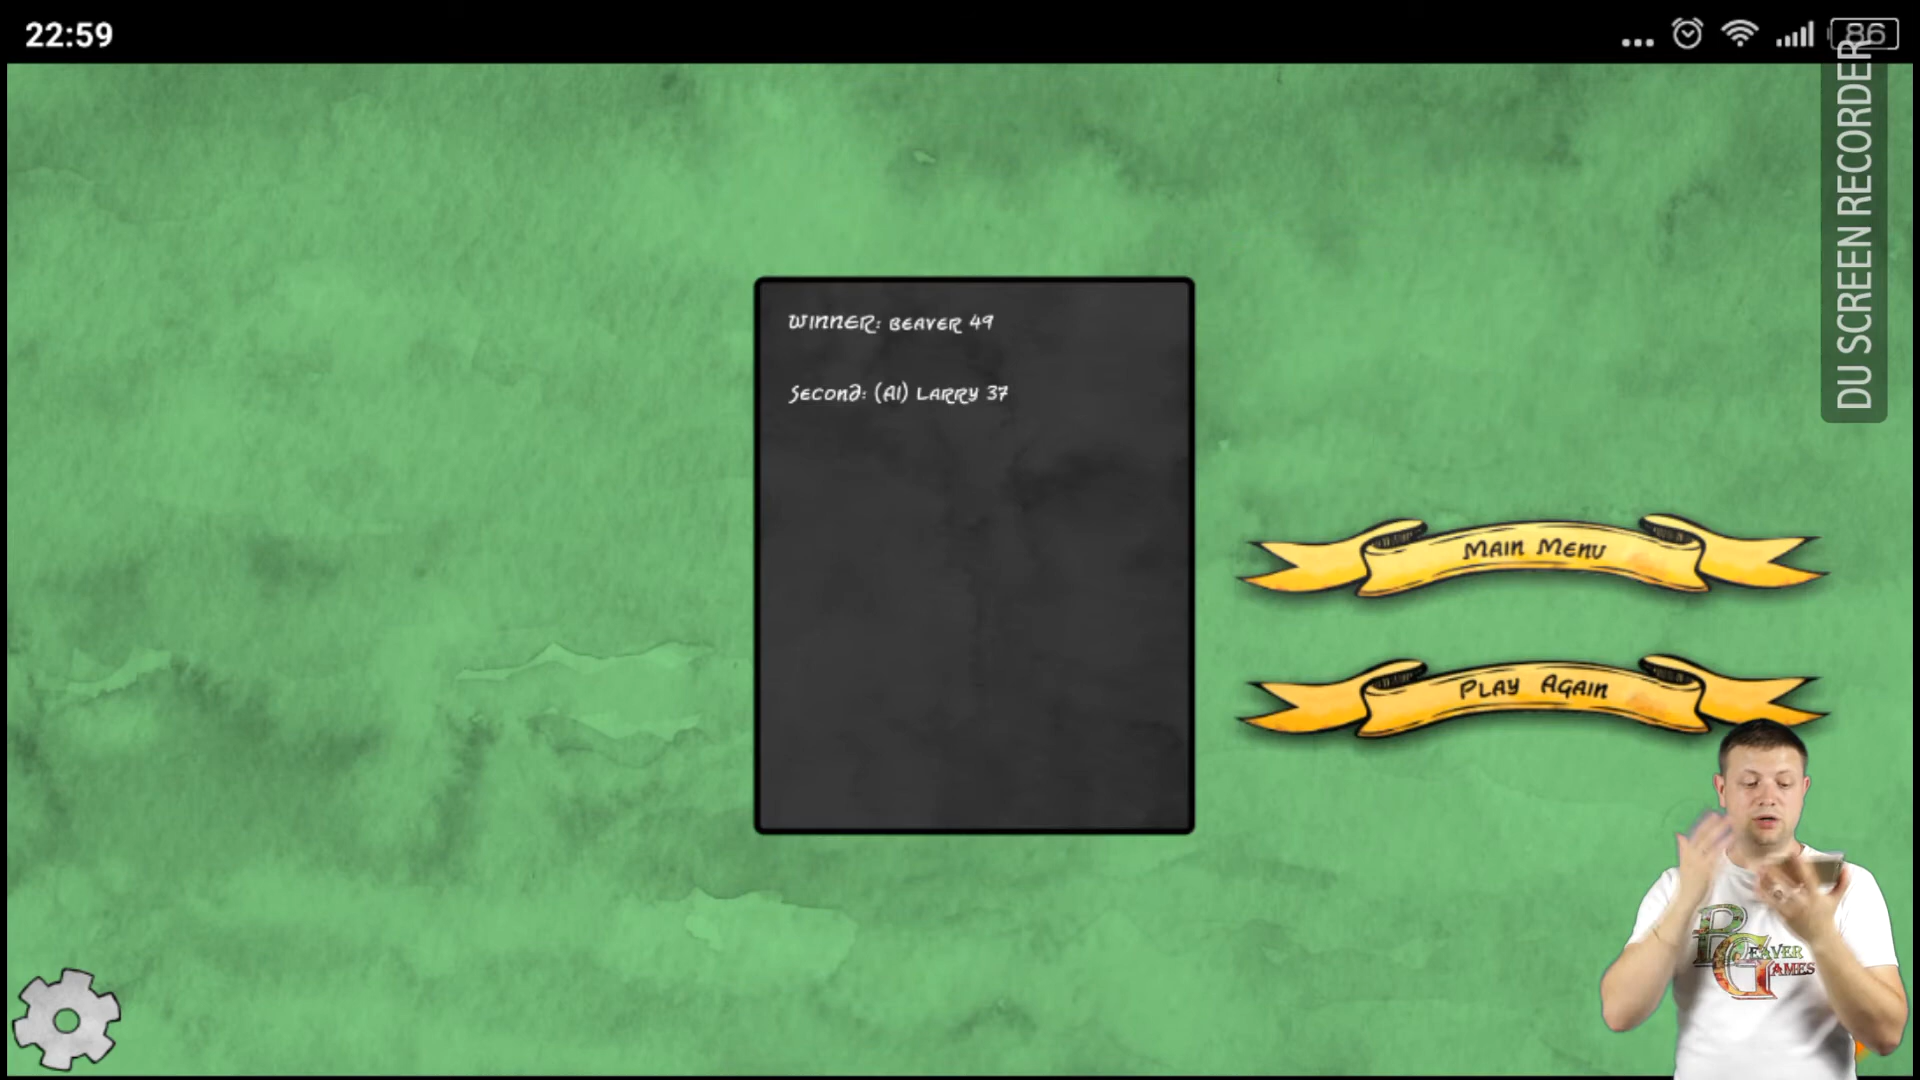 22:59
86
DU SCREEN RECORDER
WINNER: BEAVER 49
Second: (AI) LARRY 37
Main Menu
Play Again
BEAVER
GAMES